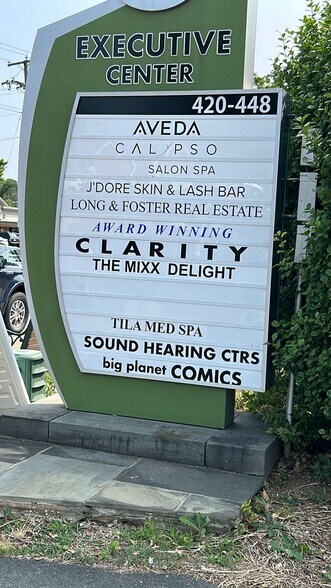 EXECUTIVE
CENTER
420-448
AVEDA
CALIPSO
SALON SPA
J'DORE SKIN & LASH BAR
LONG & FOSTER REAL ESTATE
AWARD WINNING
CLARITY
THE MIXX DELIGHT
TILA MED SPA
SOUND HEARING CTRS
big planet COMICS